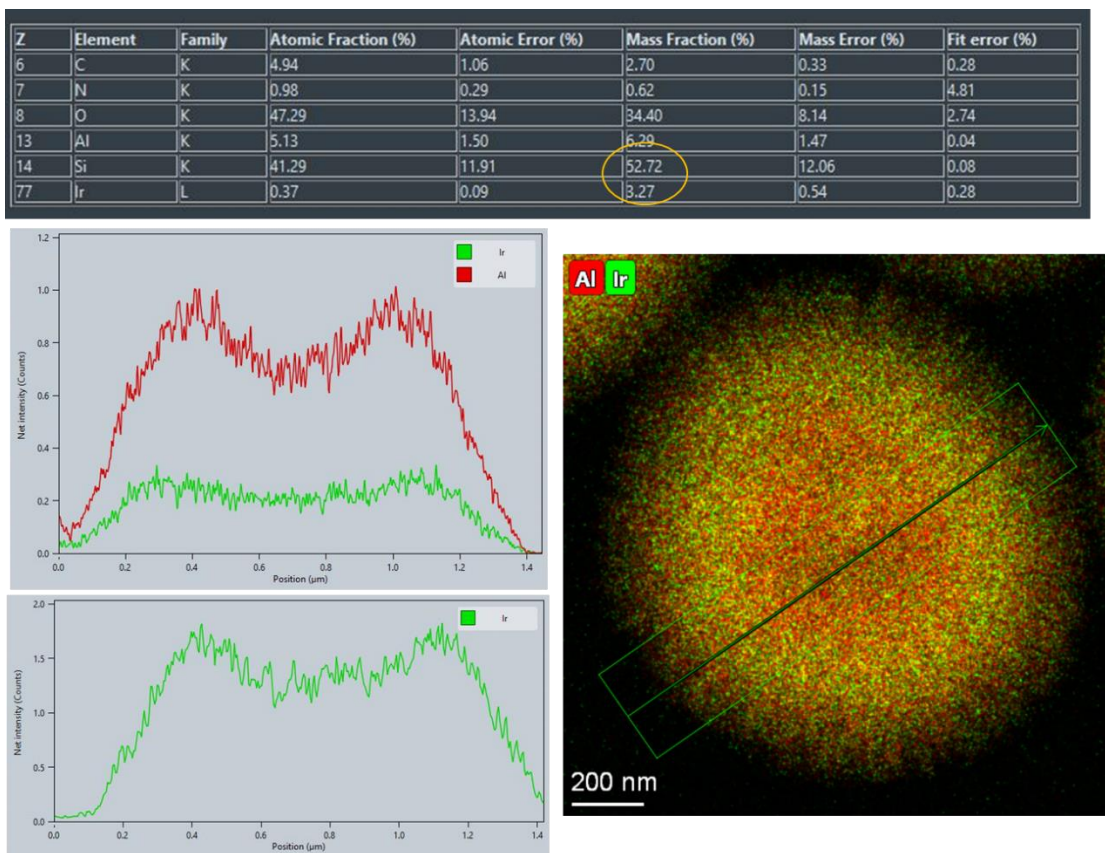 Z Element Family Atomic Fraction (%) Atomic Error (%) Mass Fraction (%) Mass Error (%) Fit error (%)
6 C K 4.94 1.06 2.70 0.33 0.28
7 N K 0.98 0.29 0.62 0.15 4.81
8 O K 47.29 13.94 34.40 8.14 2.74
13 Al K 5.13 1.50 6.29 1.47 0.04
14 Si K 41.29 11.91 52.72 12.06 0.08
77 Ir L 0.37 0.09 3.27 0.54 0.28
1.2
1.0
0.8
0.6
0.4
0.2
0.0
Net intensity (Counts)
Ir
Al
0.0 0.2 0.4 0.6 0.8 1.0 1.2 1.4
Position (µm)
2.0
1.5
1.0
0.5
0.0
Net intensity (Counts)
Ir
0.0 0.2 0.4 0.6 0.8 1.0 1.2 1.4
Position (µm)
Al Ir
200 nm